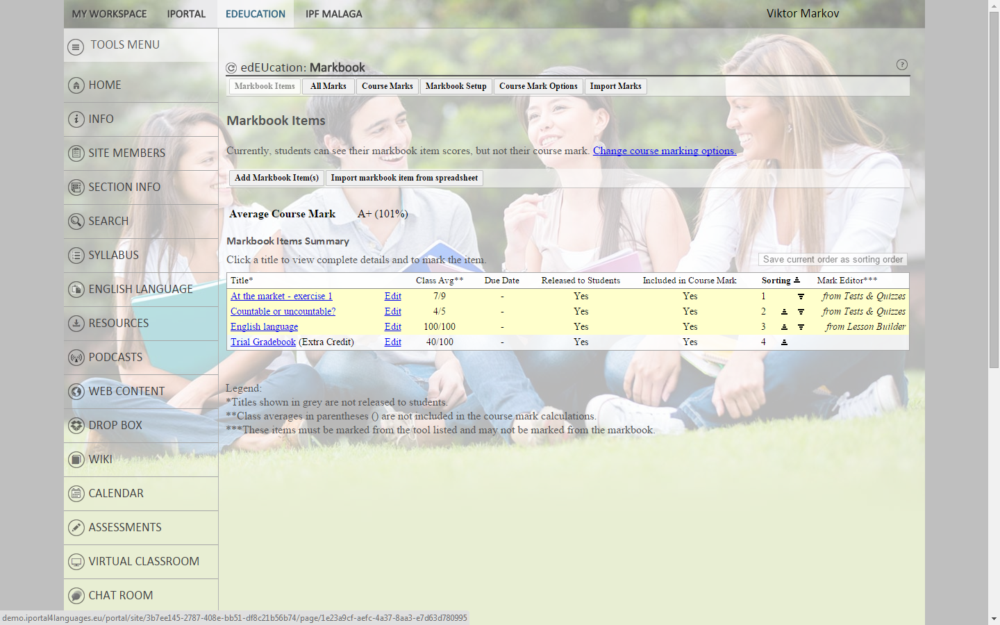 MY WORKSPACE IPORTAL EDEUCATION IPF MALAGA Viktor Markov
TOOLS MENU
HOME
INFO
SITE MEMBERS
SECTION INFO
SEARCH
SYLLABUS
ENGLISH LANGUAGE
RESOURCES
PODCASTS
WEB CONTENT
DROP BOX
WIKI
CALENDAR
ASSESSMENTS
VIRTUAL CLASSROOM
CHAT ROOM
edEUcation: Markbook ?
Markbook Items All Marks Course Marks Markbook Setup Course Mark Options Import Marks
Markbook Items
Currently, students can see their markbook item scores, but not their course mark. Change course marking options.
Add Markbook Item(s) Import markbook item from spreadsheet
Average Course Mark A+ (101%)
Markbook Items Summary
Click a title to view complete details and to mark the item.
Save current order as sorting order
Title* Class Avg** Due Date Released to Students Included in Course Mark Sorting Mark Editor***
At the market - exercise 1 Edit 7/9 - Yes Yes 1 from Tests & Quizzes
Countable or uncountable? Edit 4/5 - Yes Yes 2 from Tests & Quizzes
English language Edit 100/100 - Yes Yes 3 from Lesson Builder
Trial Gradebook (Extra Credit) Edit 40/100 - Yes Yes 4
Legend:
*Titles shown in grey are not released to students.
**Class averages in parentheses () are not included in the course mark calculations.
***These items must be marked from the tool listed and may not be marked from the markbook.
demo.iportal4languages.eu/portal/site/3b7ee145-2787-408e-bb51-df8c21b56b74/page/1e23a9cf-aefc-4a37-8aa3-e7d63d780995